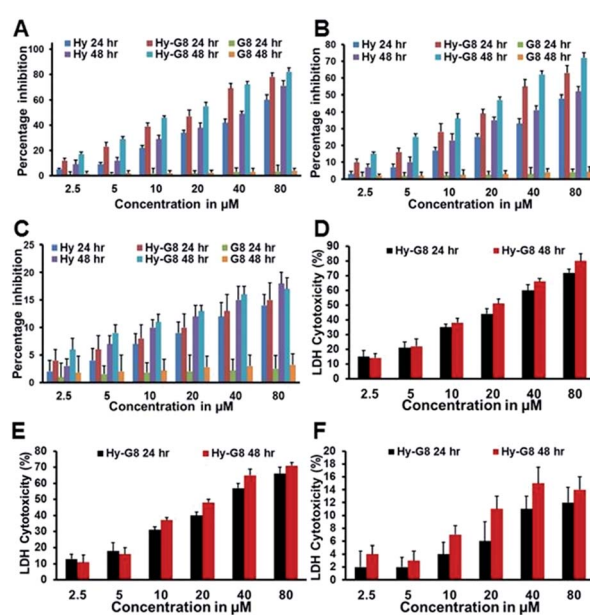 A
Hy 24 hr
Hy-G8 24 hr
G8 24 hr
Hy 48 hr
Hy-G8 48 hr
G8 48 hr
Percentage inhibition
100
80
60
40
20
0
2.5 5 10 20 40 80
Concentration in µM
B
Hy 24 hr
Hy-G8 24 hr
G8 24 hr
Hy 48 hr
Hy-G8 48 hr
G8 48 hr
Percentage inhibition
80
70
60
50
40
30
20
10
0
2.5 5 10 20 40 80
Concentration in µM
C
Hy 24 hr
Hy-G8 24 hr
G8 24 hr
Hy 48 hr
Hy-G8 48 hr
G8 48 hr
Percentage inhibition
25
20
15
10
5
0
2.5 5 10 20 40 80
Concentration in µM
D
Hy-G8 24 hr
Hy-G8 48 hr
LDH Cytotoxicity (%)
90
80
70
60
50
40
30
20
10
0
2.5 5 10 20 40 80
Concentration in µM
E
Hy-G8 24 hr
Hy-G8 48 hr
LDH Cytotoxicity (%)
80
70
60
50
40
30
20
10
0
2.5 5 10 20 40 80
Concentration in µM
F
Hy-G8 24 hr
Hy-G8 48 hr
LDH Cytotoxicity (%)
20
18
16
14
12
10
8
6
4
2
0
2.5 5 10 20 40 80
Concentration in µM